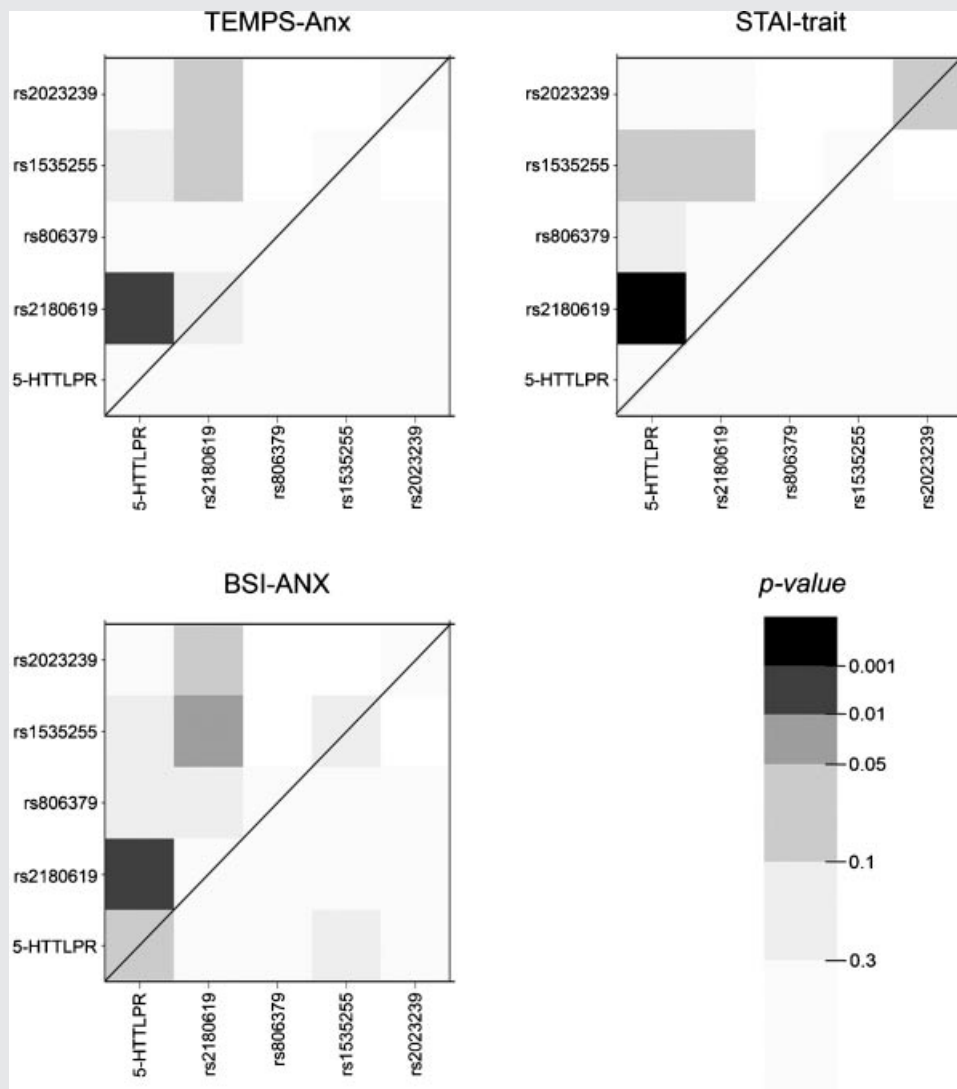 TEMPS-Anx
rs2023239
rs1535255
rs806379
rs2180619
5-HTTLPR
5-HTTLPR
rs2180619
rs806379
rs1535255
rs2023239
STAI-trait
rs2023239
rs1535255
rs806379
rs2180619
5-HTTLPR
5-HTTLPR
rs2180619
rs806379
rs1535255
rs2023239
BSI-ANX
rs2023239
rs1535255
rs806379
rs2180619
5-HTTLPR
5-HTTLPR
rs2180619
rs806379
rs1535255
rs2023239
p-value
0.001
0.01
0.05
0.1
0.3